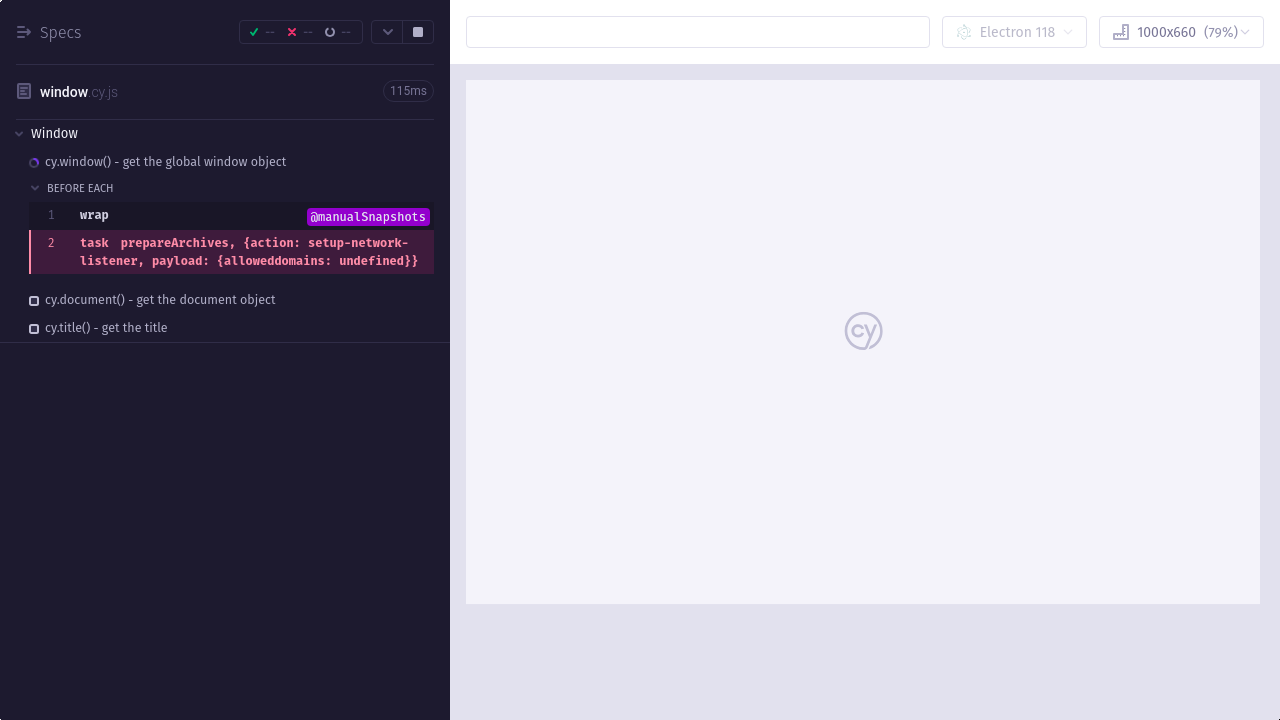 Specs
--
--
--
Electron 118
1000x660 (79%)
window.cy.js
115ms
Window
cy.window() - get the global window object
BEFORE EACH
1 wrap @manualSnapshots
2 task prepareArchives, {action: setup-network-
listener, payload: {alloweddomains: undefined}}
cy.document() - get the document object
cy.title() - get the title
cy